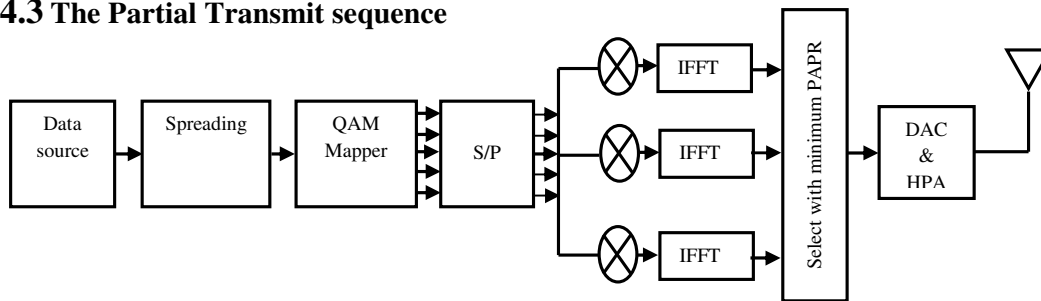 4.3 The Partial Transmit sequence
Data
source
Spreading
QAM
Mapper
S/P
IFFT
IFFT
IFFT
Select with minimum PAPR
DAC
&
HPA